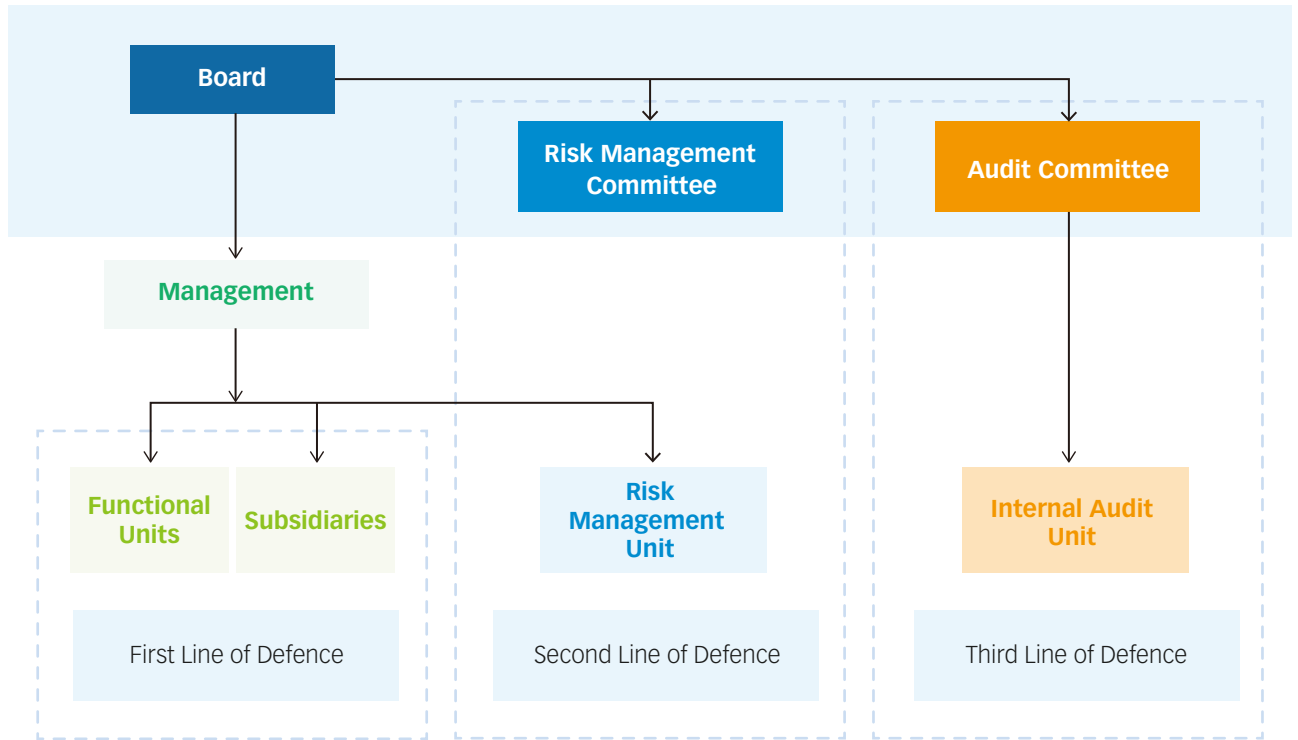 Board
Risk Management
Committee
Audit Committee
Management
Functional
Units
Subsidiaries
Risk
Management
Unit
Internal Audit
Unit
First Line of Defence
Second Line of Defence
Third Line of Defence